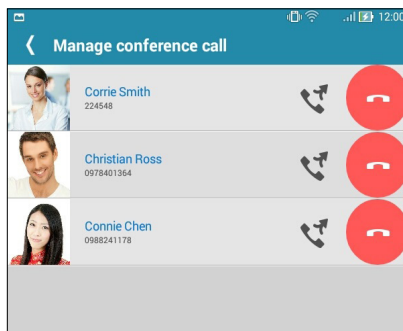 12:00
Manage conference call
Corrie Smith
224548
Christian Ross
0978401364
Connie Chen
0988241178